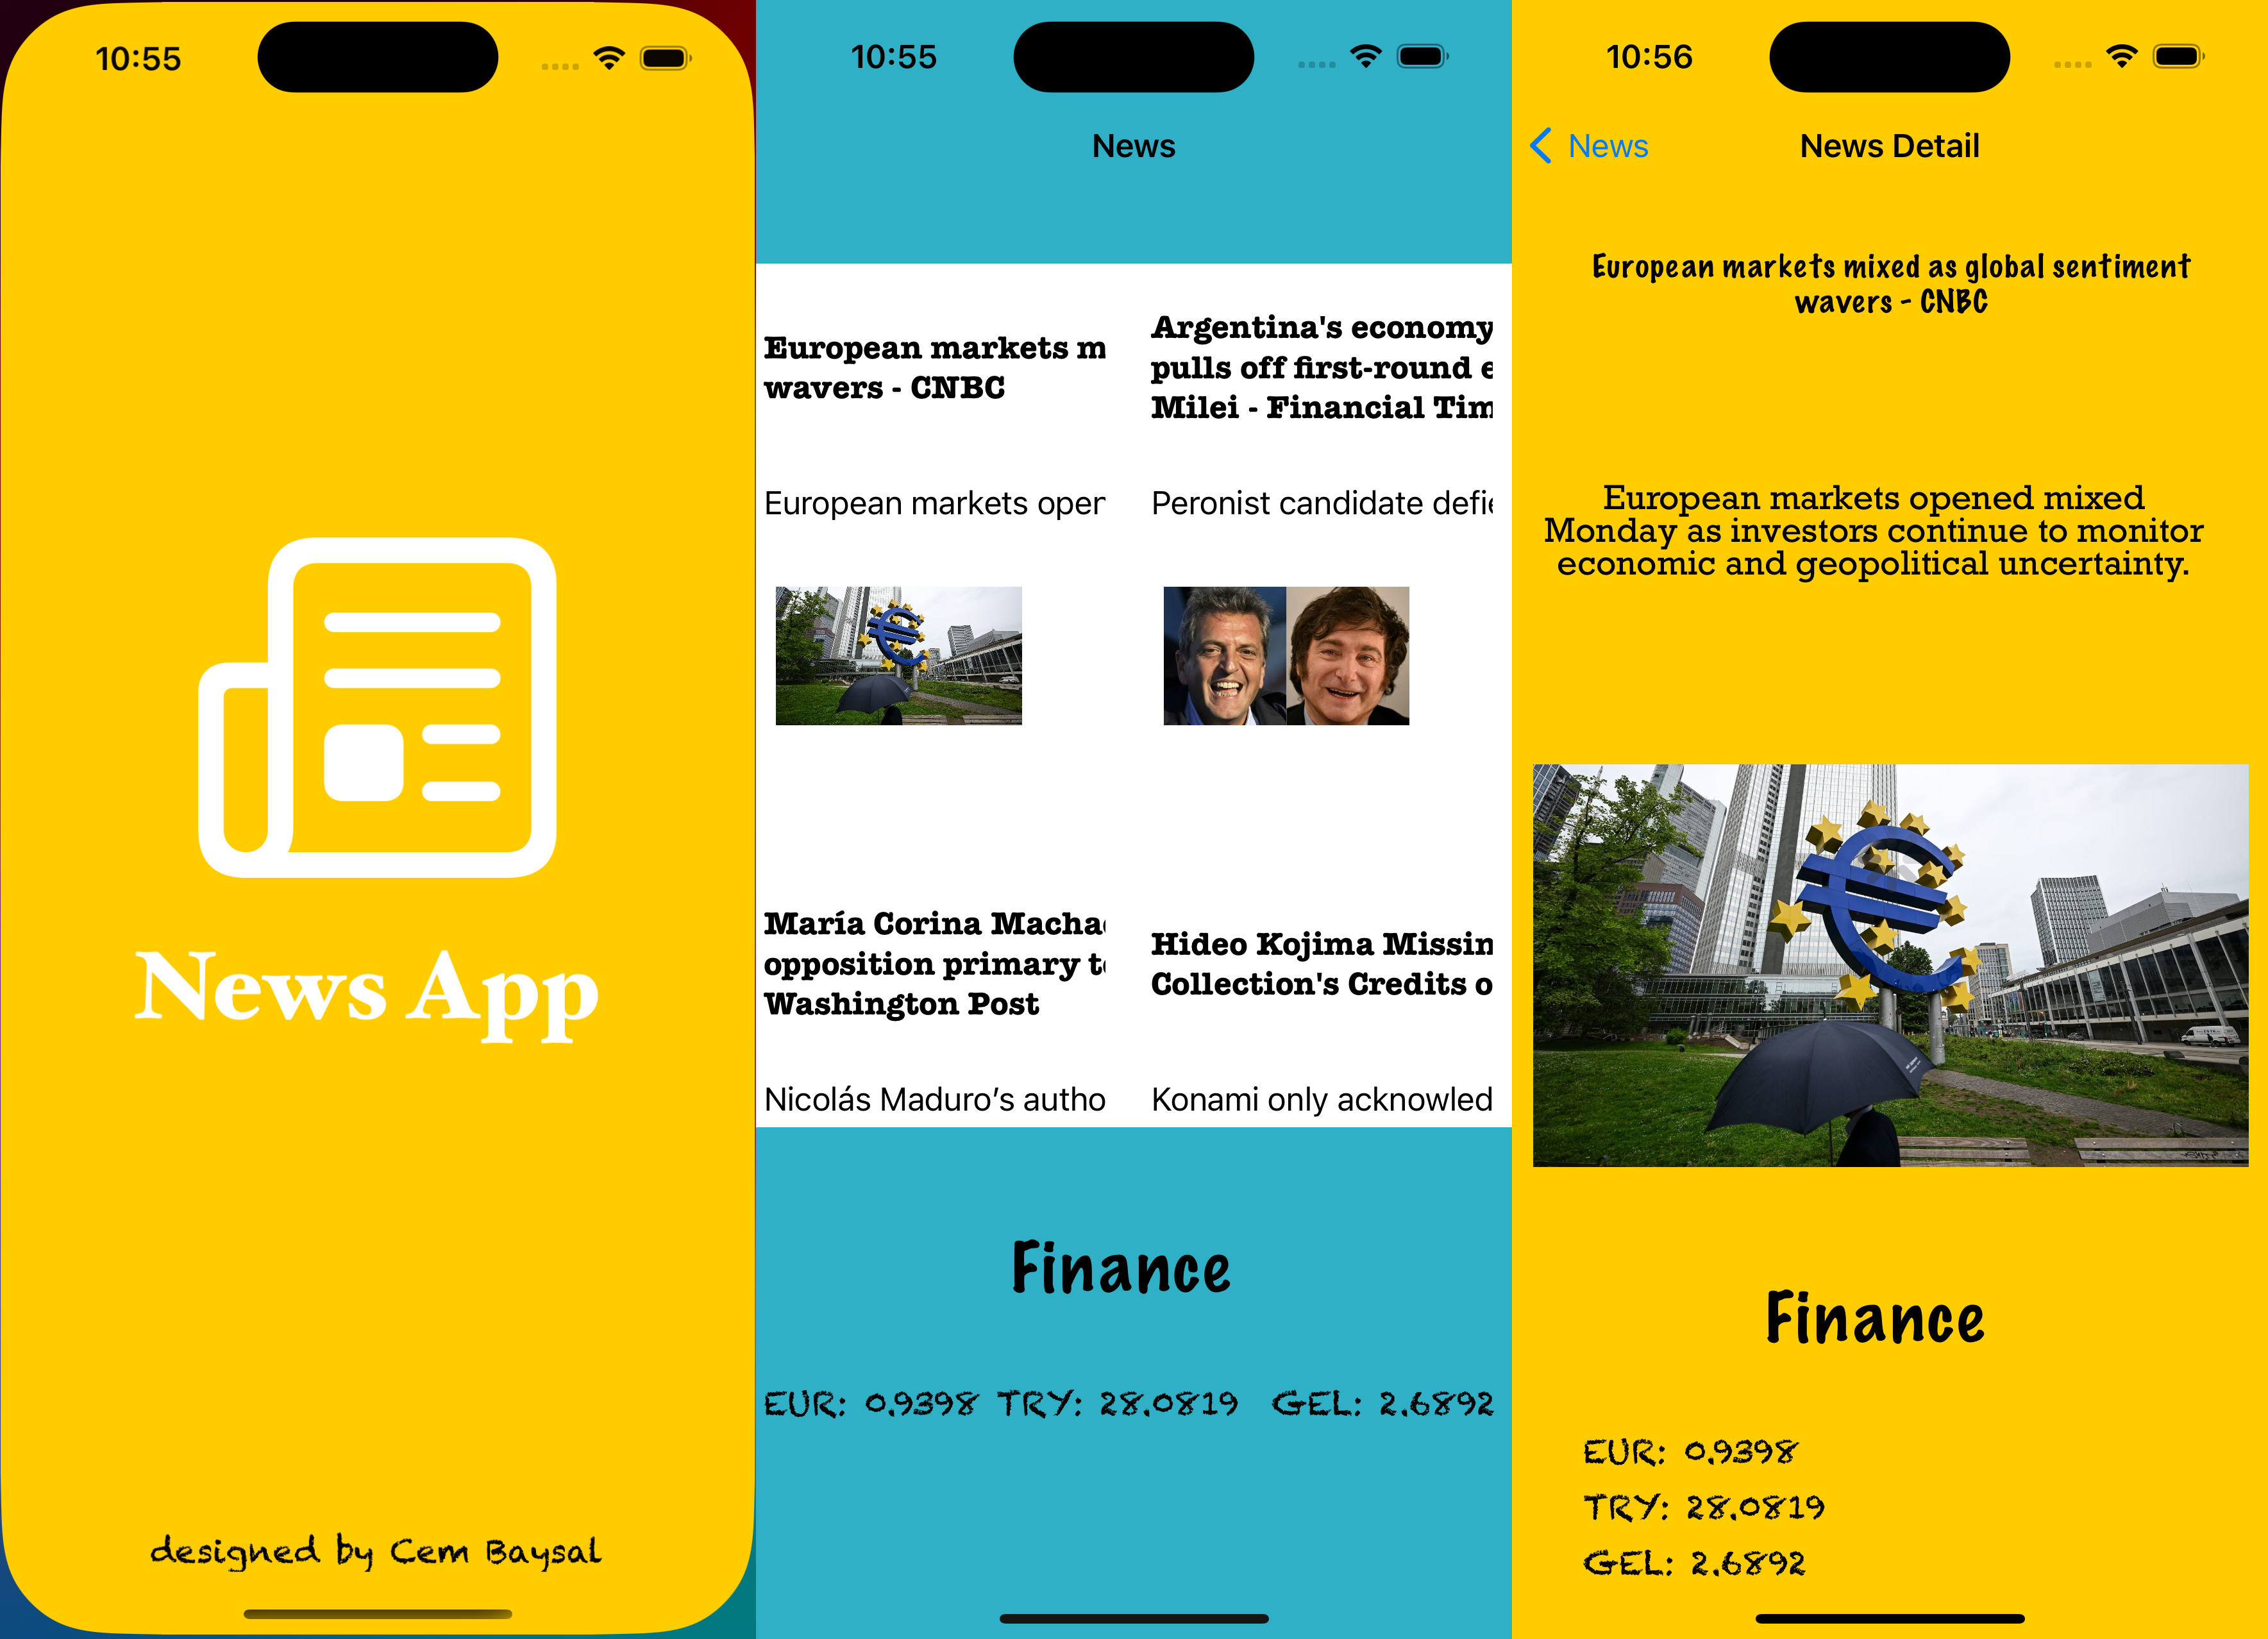 10:55
News App
designed by Cem Baysal
10:55
News
European markets m
wavers - CNBC
European markets oper
Argentina's economy
pulls off first-round e
Milei - Financial Tim
Peronist candidate defie
María Corina Macha
opposition primary t
Washington Post
Nicolás Maduro’s autho
Hideo Kojima Missin
Collection's Credits o
Konami only acknowled
Finance
EUR: 0.9398 TRY: 28.0819 GEL: 2.6892
10:56
News
News Detail
European markets mixed as global sentiment
wavers - CNBC
European markets opened mixed
Monday as investors continue to monitor
economic and geopolitical uncertainty.
Finance
EUR: 0.9398
TRY: 28.0819
GEL: 2.6892